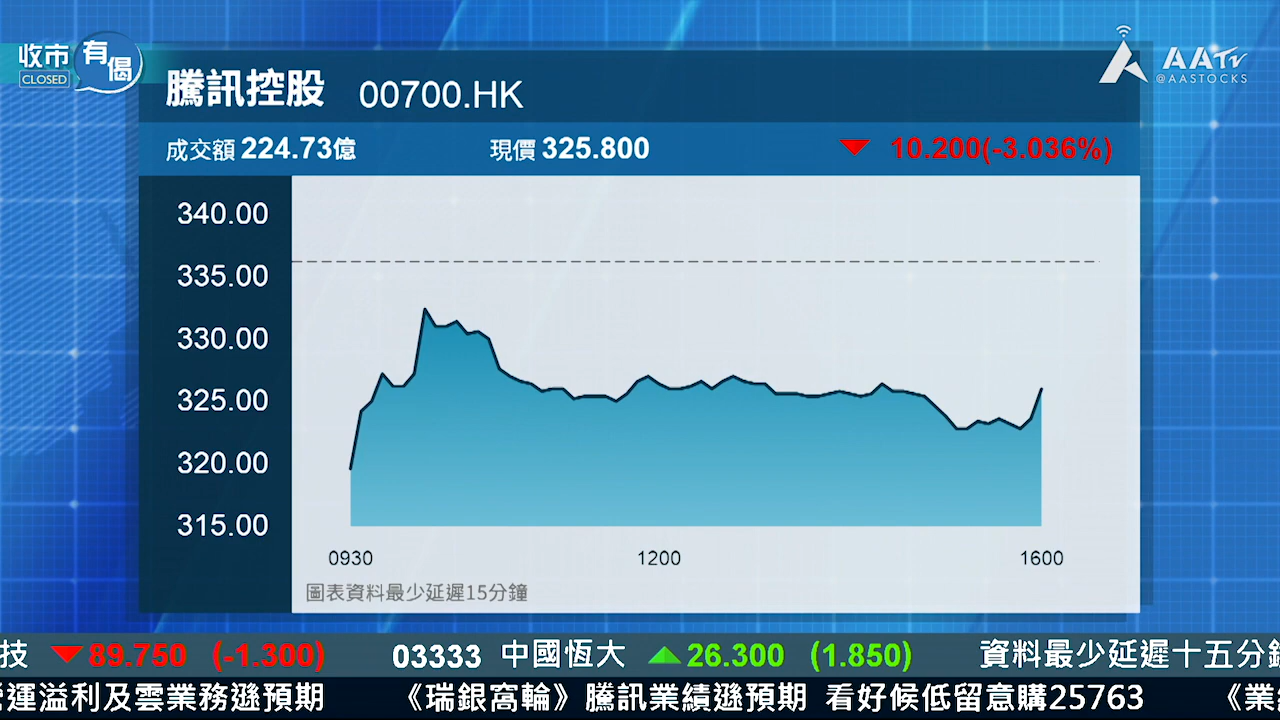 收市
CLOSED
有偈
AATV
@AASTOCKS
騰訊控股 00700.HK
成交額 224.73億 現價 325.800 10.200(-3.036%)
340.00
335.00
330.00
325.00
320.00
315.00
0930 1200 1600
圖表資料最少延遲15分鐘
技 89.750 (-1.300) 03333 中國恆大 26.300 (1.850) 資料最少延遲十五分鐘
運溢利及雲業務遜預期 《瑞銀窩輪》騰訊業績遜預期 看好候低留意購25763 《業